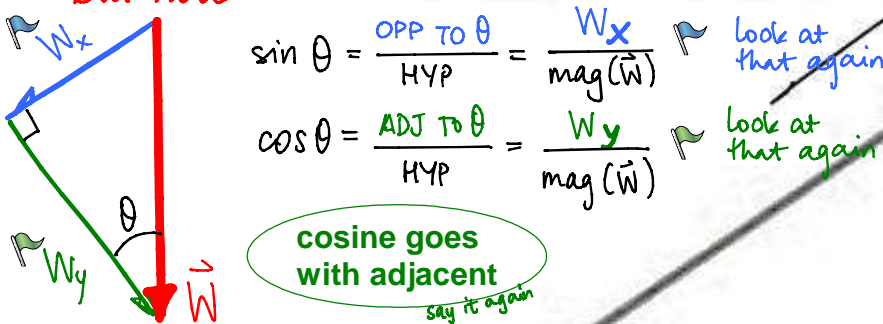 Wx
sin θ = OPP TO θ / HYP = Wx / mag(W⃗) look at that again
cos θ = ADJ TO θ / HYP = Wy / mag(W⃗) look at that again
θ
Wy
W⃗
cosine goes
with adjacent
say it again